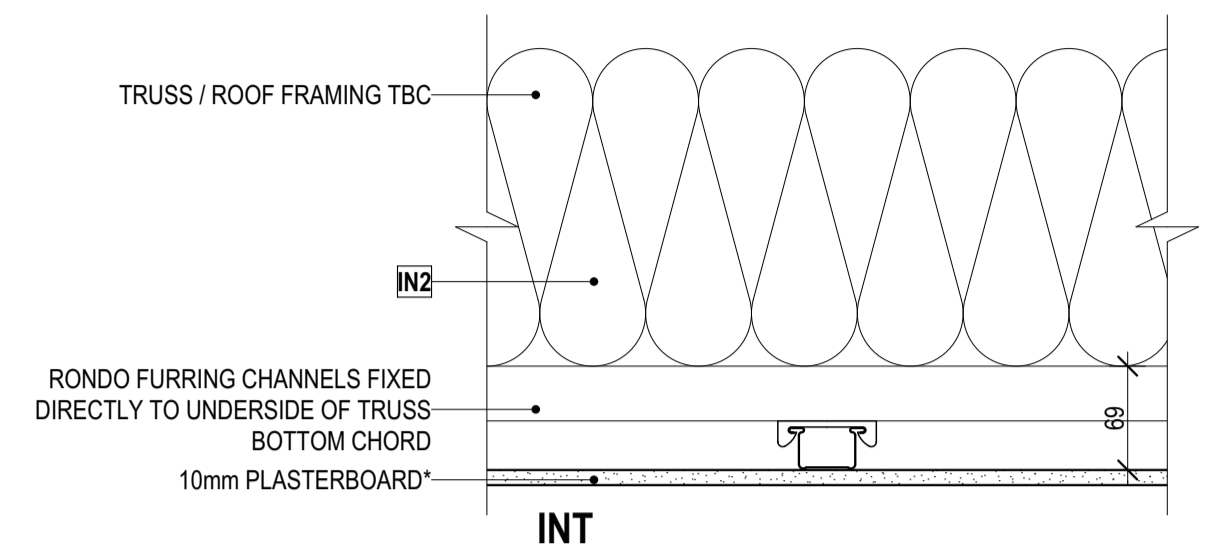 TRUSS / ROOF FRAMING TBC
IN2
RONDO FURRING CHANNELS FIXED
DIRECTLY TO UNDERSIDE OF TRUSS
BOTTOM CHORD
69
10mm PLASTERBOARD*
INT